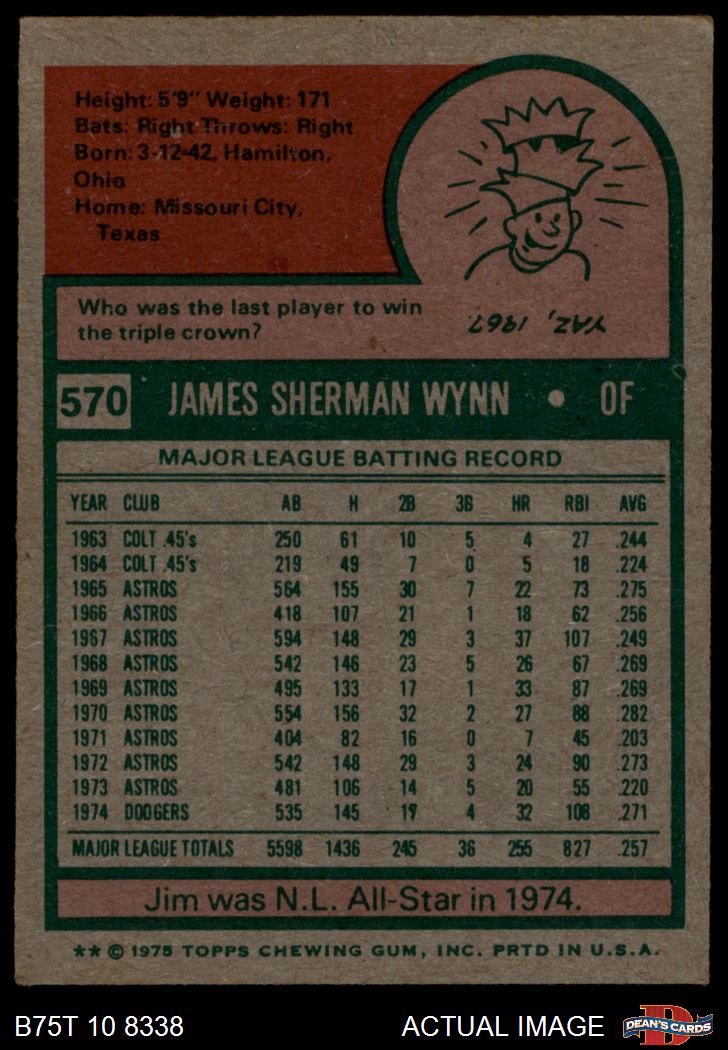 Height: 5'9" Weight: 171
Bats: Right Throws: Right
Born: 3-12-42, Hamilton,
Ohio
Home: Missouri City,
Texas
Who was the last player to win
the triple crown?
YAZ, 1967.
570 JAMES SHERMAN WYNN • OF
MAJOR LEAGUE BATTING RECORD
YEAR CLUB AB H 2B 3B HR RBI AVG
1963 COLT .45's 250 61 10 5 4 27 .244
1964 COLT .45's 219 49 7 0 5 18 .224
1965 ASTROS 564 155 30 7 22 73 .275
1966 ASTROS 418 107 21 1 18 62 .256
1967 ASTROS 594 148 29 3 37 107 .249
1968 ASTROS 542 146 23 5 26 67 .269
1969 ASTROS 495 133 17 1 33 87 .269
1970 ASTROS 554 156 32 2 27 88 .282
1971 ASTROS 404 82 16 0 7 45 .203
1972 ASTROS 542 148 29 3 24 90 .273
1973 ASTROS 481 106 14 5 20 55 .220
1974 DODGERS 535 145 19 4 32 108 .271
MAJOR LEAGUE TOTALS 5598 1436 245 36 255 827 .257
Jim was N.L. All-Star in 1974.
** © 1975 TOPPS CHEWING GUM, INC. PRTD IN U.S.A.
B75T 10 8338 ACTUAL IMAGE DEAN'S CARDS